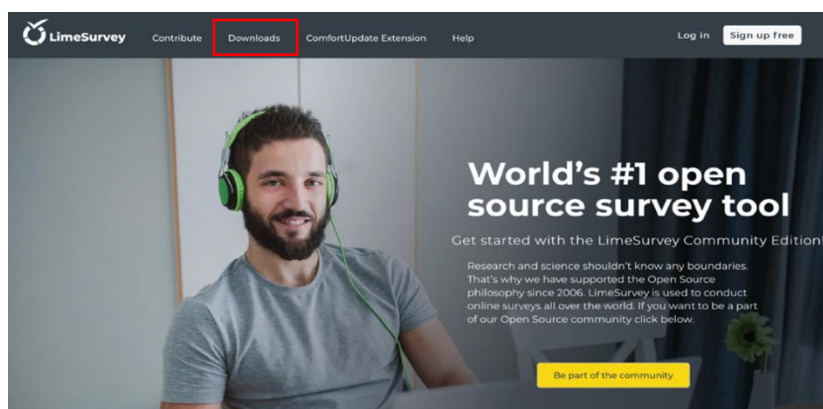 LimeSurvey Contribute Downloads ComfortUpdate Extension Help Log in Sign up free
World's #1 open
source survey tool
Get started with the LimeSurvey Community Edition!
Research and science shouldn't know any boundaries.
That's why we have supported the Open Source
philosophy since 2006. LimeSurvey is used to conduct
online surveys all over the world. If you want to be a part
of our Open Source community click below.
Be part of the community